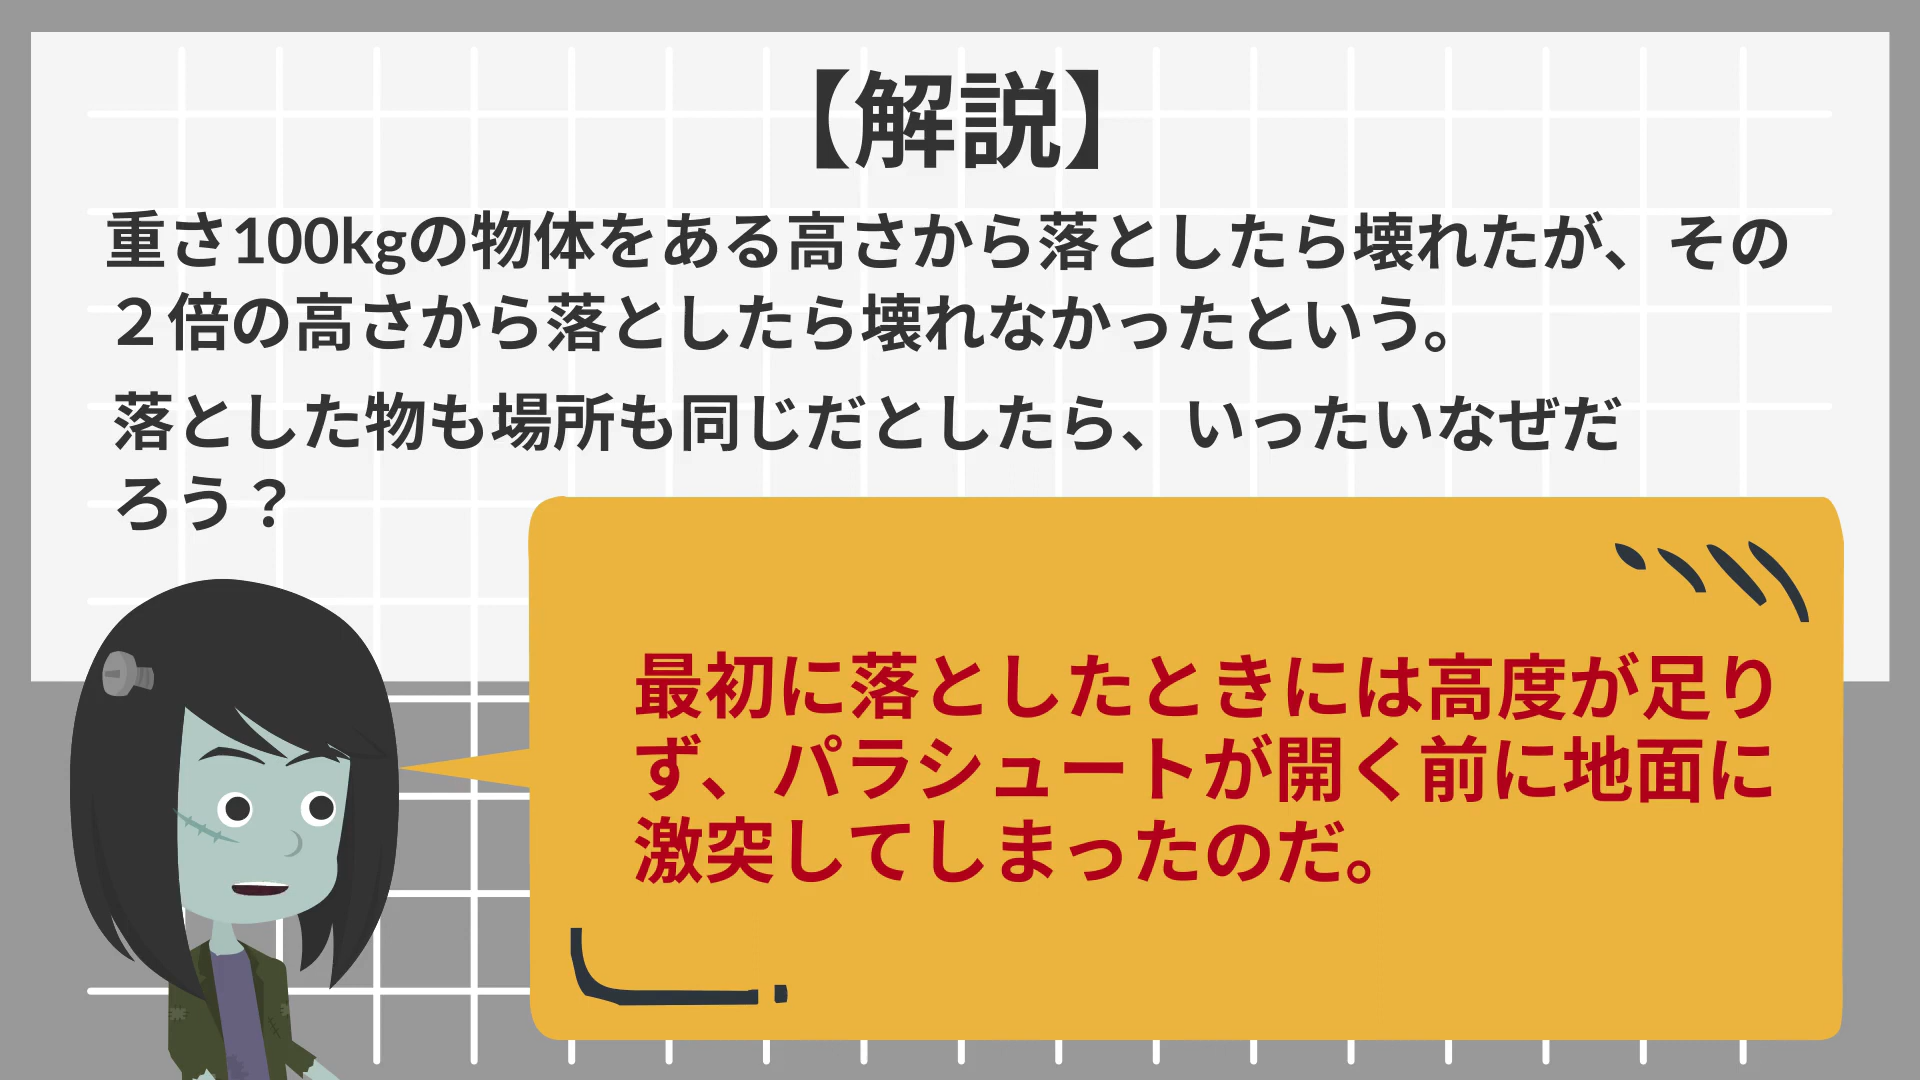 【解説】
重さ100kgの物体をある高さから落としたら壊れたが、その
２倍の高さから落としたら壊れなかったという。
落とした物も場所も同じだとしたら、いったいなぜだ
ろう？
最初に落としたときには高度が足り
ず、パラシュートが開く前に地面に
激突してしまったのだ。